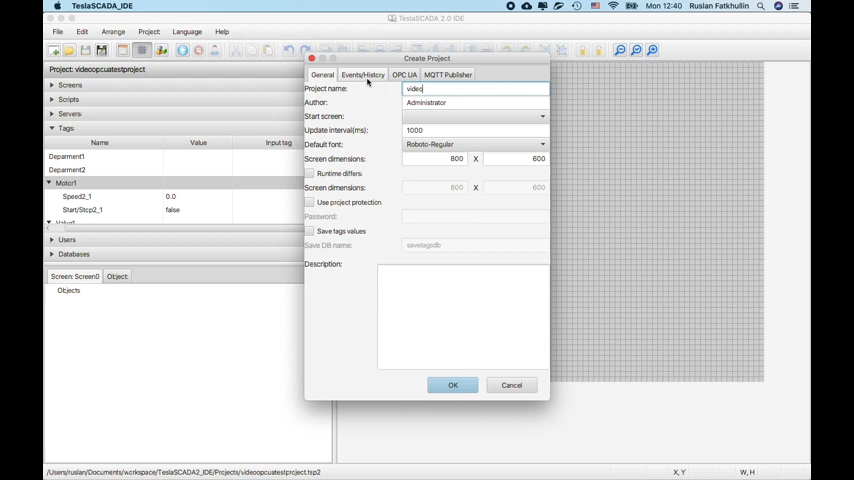 TeslaSCADA_IDE
Mon 12:40 Ruslan Fatkhullin
TeslaSCADA 2.0 IDE
File Edit Arrange Project Language Help
Project: videoopcuatestproject
Create Project
General Events/History OPC UA MQTT Publisher
Screens
Scripts
Servers
Tags
Name Value Input tag
Deparment1
Deparment2
Motor1
Speed2_1 0.0
Start/Stop2_1 false
Users
Databases
Screen: Screen0 Object:
Objects
Project name: video
Author: Administrator
Start screen:
Update interval(ms): 1000
Default font: Roboto-Regular
Screen dimensions: 800 X 600
Runtime differs:
Screen dimensions: 800 X 600
Use project protection
Password:
Save tags values
Save DB name: savetagsdb
Description:
OK Cancel
/Users/ruslan/Documents/workspace/TeslaSCADA2_IDE/Projects/videoopcuatestproject.tsp2
X, Y W, H